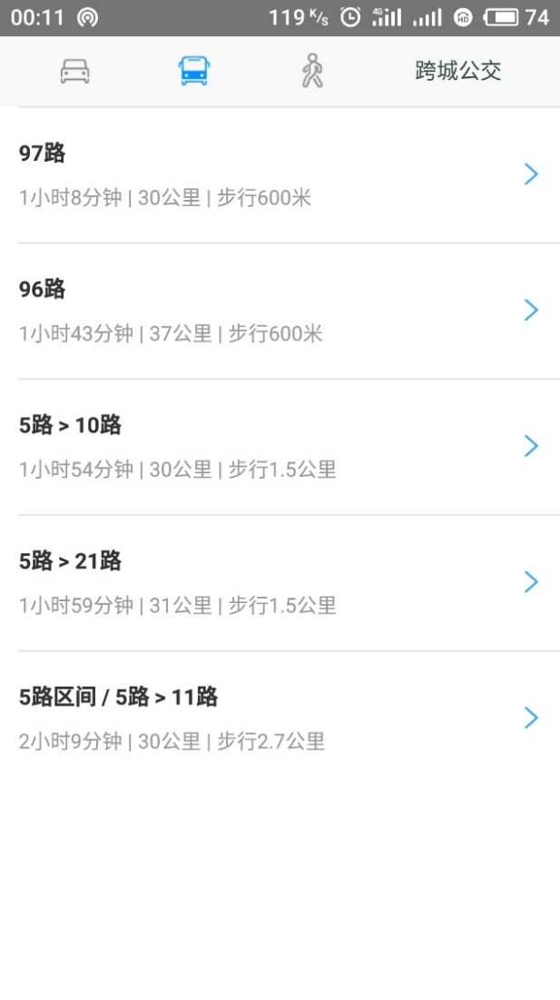 00:11 119 K/s 4G HD 74
跨城公交
97路
1小时8分钟 | 30公里 | 步行600米
96路
1小时43分钟 | 37公里 | 步行600米
5路 > 10路
1小时54分钟 | 30公里 | 步行1.5公里
5路 > 21路
1小时59分钟 | 31公里 | 步行1.5公里
5路区间 / 5路 > 11路
2小时9分钟 | 30公里 | 步行2.7公里